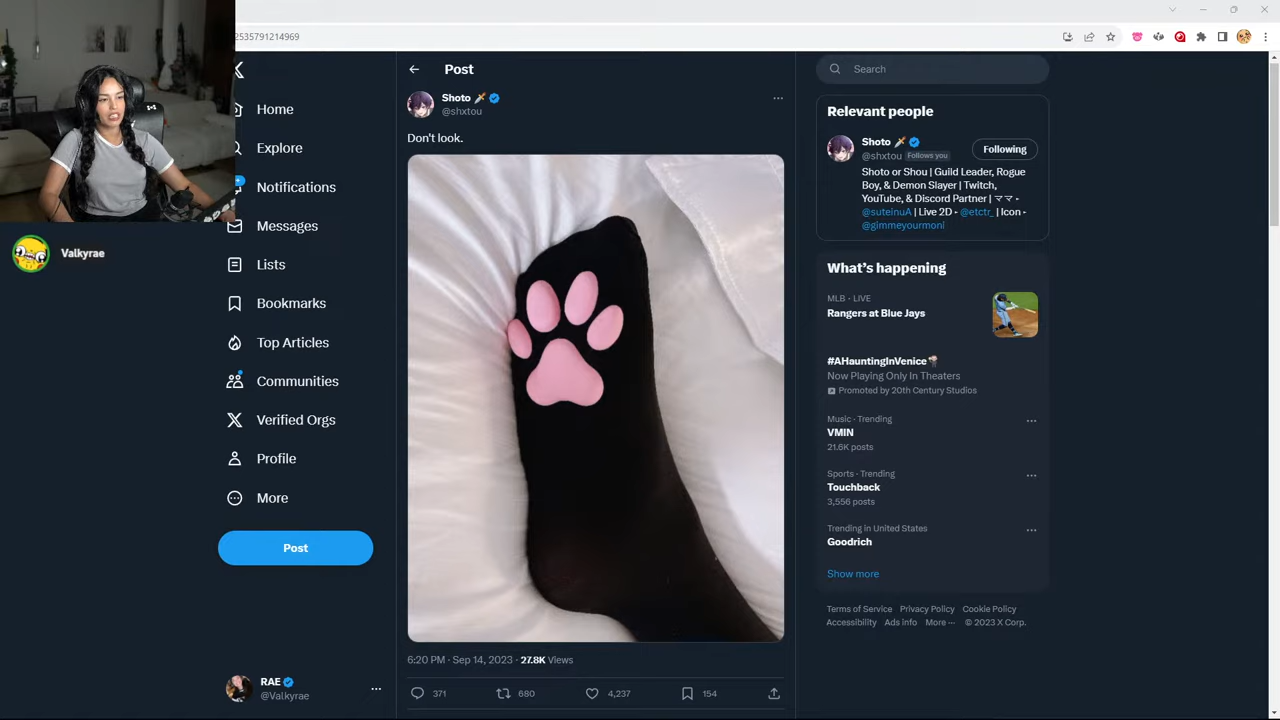 2535791214969
Valkyrae
Home
Explore
Notifications
Messages
Lists
Bookmarks
Top Articles
Communities
Verified Orgs
Profile
More
Post
RAE
@Valkyrae
Post
Shoto
@shxtou
Don't look.
6:20 PM · Sep 14, 2023 · 27.8K Views
371
680
4,237
154
Search
Relevant people
Shoto
@shxtou Follows you
Following
Shoto or Shou | Guild Leader, Rogue
Boy, & Demon Slayer | Twitch,
YouTube, & Discord Partner | ママ -
@suteinuA | Live 2D - @etctr_ | Icon -
@gimmeyourmoni
What's happening
MLB · LIVE
Rangers at Blue Jays
#AHauntingInVenice
Now Playing Only In Theaters
Promoted by 20th Century Studios
Music · Trending
VMIN
21.6K posts
Sports · Trending
Touchback
3,556 posts
Trending in United States
Goodrich
Show more
Terms of Service Privacy Policy Cookie Policy
Accessibility Ads info More ··· © 2023 X Corp.